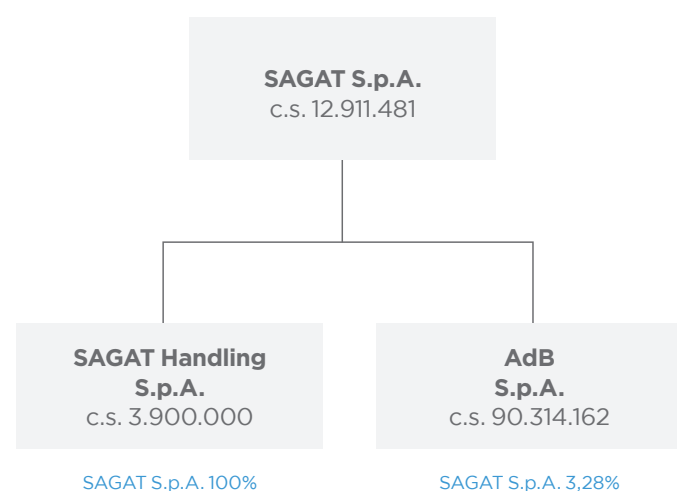 SAGAT S.p.A.
c.s. 12.911.481
SAGAT Handling
S.p.A.
c.s. 3.900.000
SAGAT S.p.A. 100%
AdB
S.p.A.
c.s. 90.314.162
SAGAT S.p.A. 3,28%